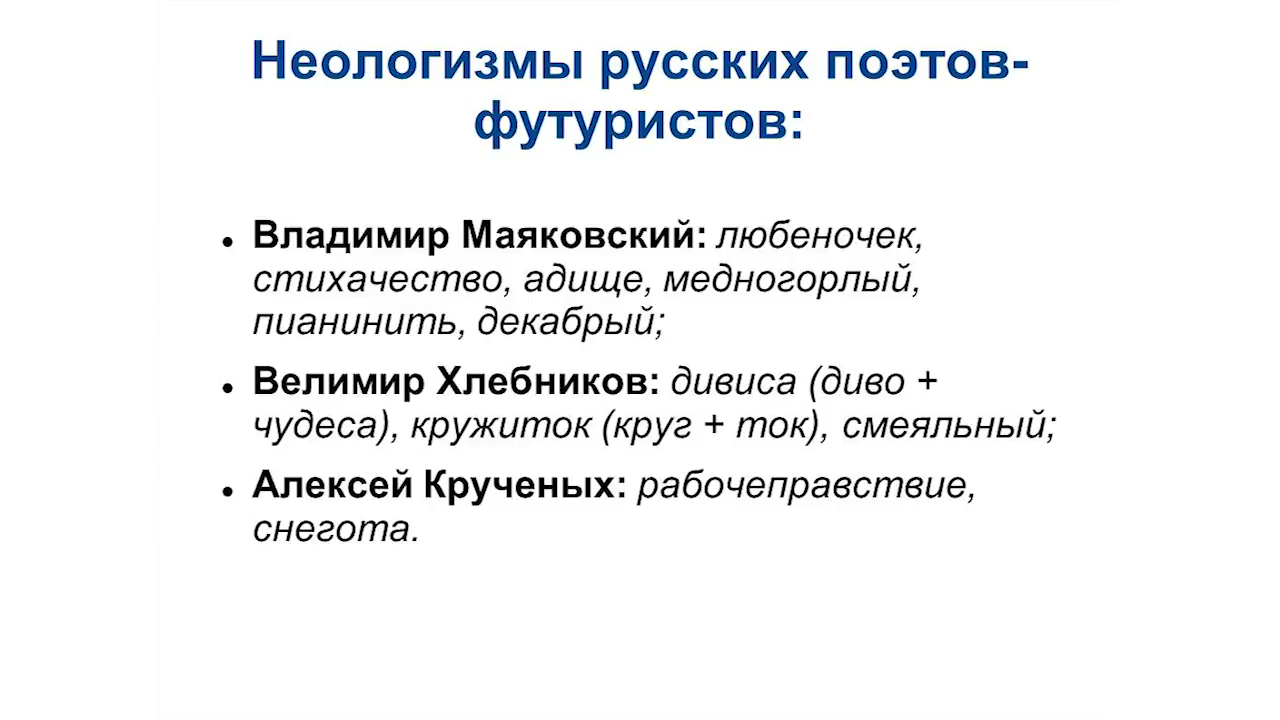 Неологизмы русских поэтов-
футуристов:
• Владимир Маяковский: любеночек,
стихачество, адище, медногорлый,
пианинить, декабрый;
• Велимир Хлебников: дивиса (диво +
чудеса), кружиток (круг + ток), смеяльный;
• Алексей Крученых: рабочеправствие,
снегота.